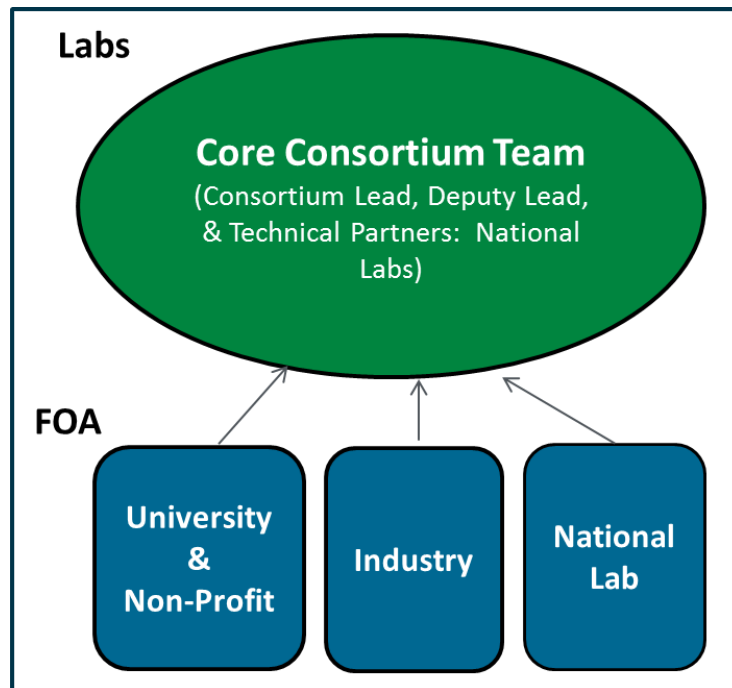 Labs
Core Consortium Team
(Consortium Lead, Deputy Lead,
& Technical Partners:  National
Labs)
FOA
University
&
Non-Profit
Industry
National
Lab